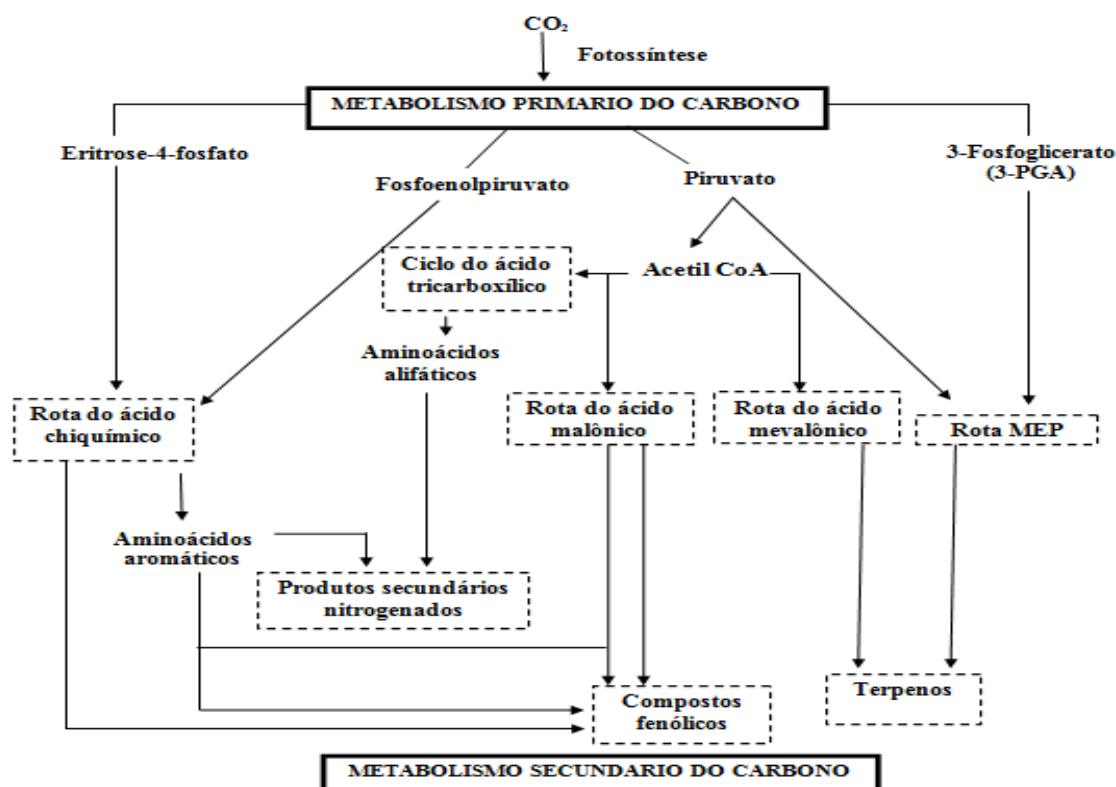 CO₂
Fotossíntese
METABOLISMO PRIMARIO DO CARBONO
Eritrose-4-fosfato
Fosfoenolpiruvato
Piruvato
3-Fosfoglicerato
(3-PGA)
Ciclo do ácido
tricarboxílico
Acetil CoA
Aminoácidos
alifáticos
Rota do ácido
chiquímico
Rota do ácido
malônico
Rota do ácido
mevalônico
Rota MEP
Aminoácidos
aromáticos
Produtos secundários
nitrogenados
Compostos
fenólicos
Terpenos
METABOLISMO SECUNDARIO DO CARBONO